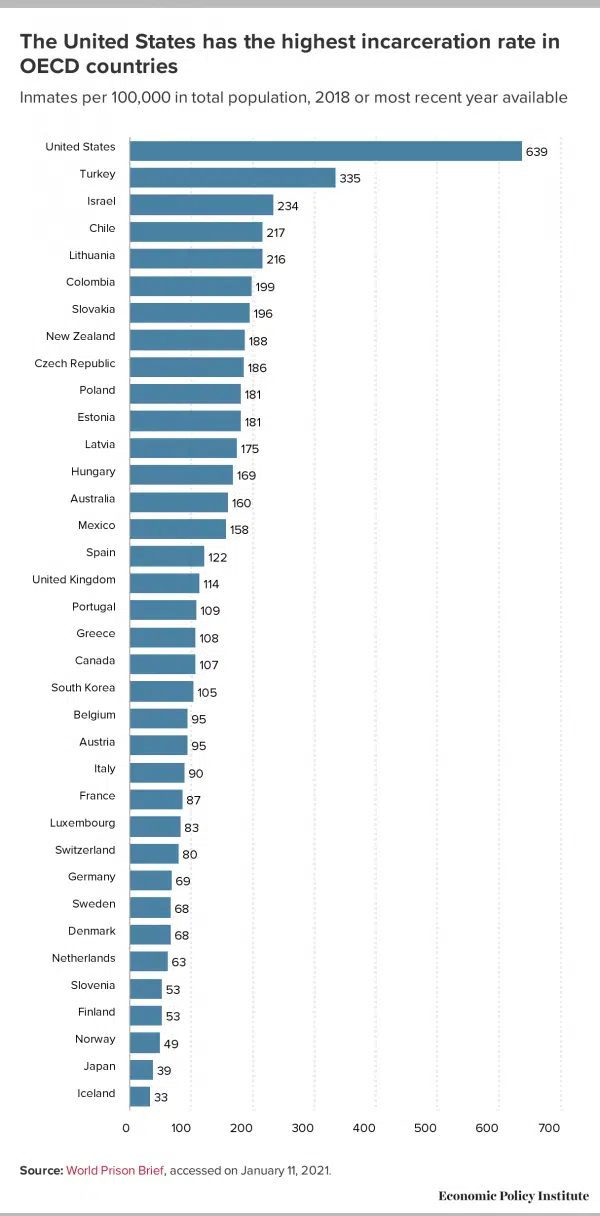 The United States has the highest incarceration rate in
OECD countries
Inmates per 100,000 in total population, 2018 or most recent year available
United States 639
Turkey 335
Israel 234
Chile 217
Lithuania 216
Colombia 199
Slovakia 196
New Zealand 188
Czech Republic 186
Poland 181
Estonia 181
Latvia 175
Hungary 169
Australia 160
Mexico 158
Spain 122
United Kingdom 114
Portugal 109
Greece 108
Canada 107
South Korea 105
Belgium 95
Austria 95
Italy 90
France 87
Luxembourg 83
Switzerland 80
Germany 69
Sweden 68
Denmark 68
Netherlands 63
Slovenia 53
Finland 53
Norway 49
Japan 39
Iceland 33
0 100 200 300 400 500 600 700
Source: World Prison Brief, accessed on January 11, 2021.
Economic Policy Institute